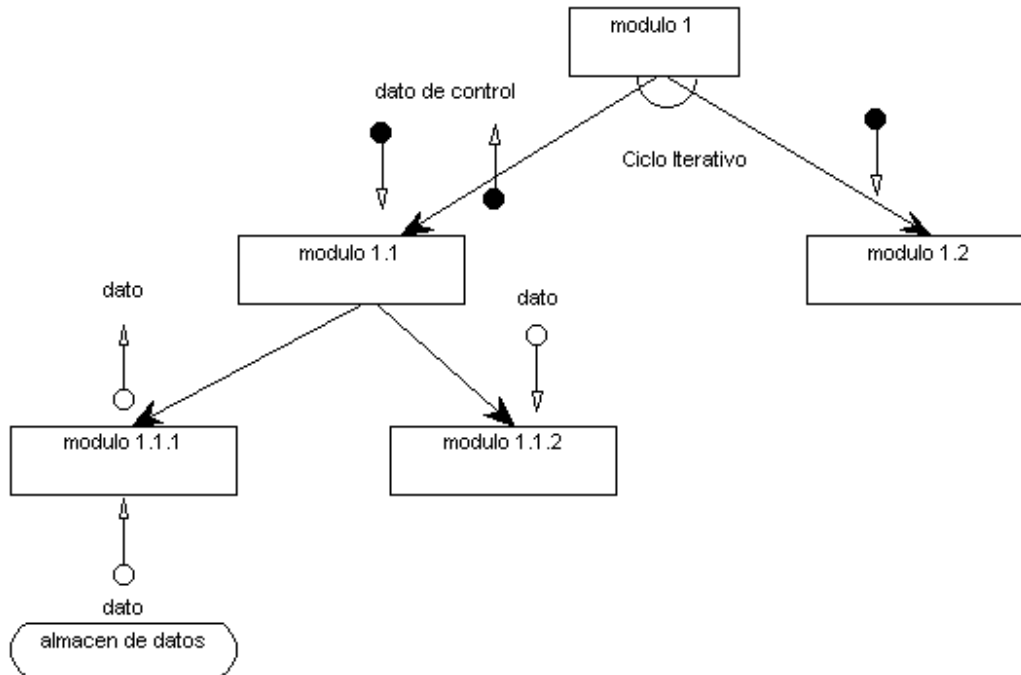 modulo 1
dato de control
Ciclo Iterativo
modulo 1.1
modulo 1.2
dato
dato
modulo 1.1.1
modulo 1.1.2
dato
almacen de datos